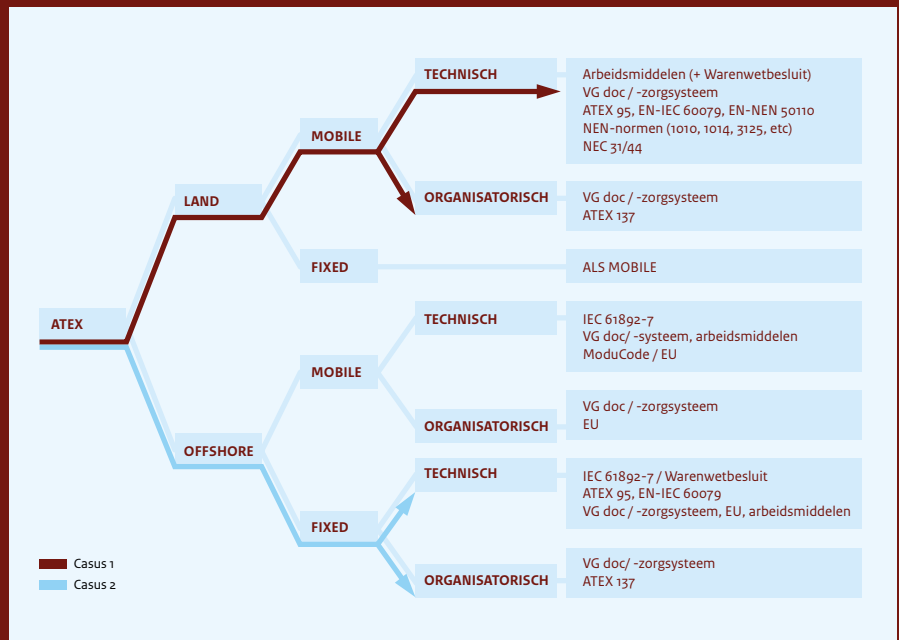 TECHNISCH
Arbeidsmiddelen (+ Warenwetbesluit)
VG doc / -zorgsysteem
ATEX 95, EN-IEC 60079, EN-NEN 50110
NEN-normen (1010, 1014, 3125, etc)
NEC 31/44
MOBILE
ORGANISATORISCH
VG doc / -zorgsysteem
ATEX 137
LAND
FIXED
ALS MOBILE
ATEX
TECHNISCH
IEC 61892-7
VG doc/ -systeem, arbeidsmiddelen
ModuCode / EU
MOBILE
ORGANISATORISCH
VG doc / -zorgsysteem
EU
OFFSHORE
TECHNISCH
IEC 61892-7 / Warenwetbesluit
ATEX 95, EN-IEC 60079
VG doc / -zorgsysteem, EU, arbeidsmiddelen
FIXED
ORGANISATORISCH
VG doc / -zorgsysteem
ATEX 137
Casus 1
Casus 2